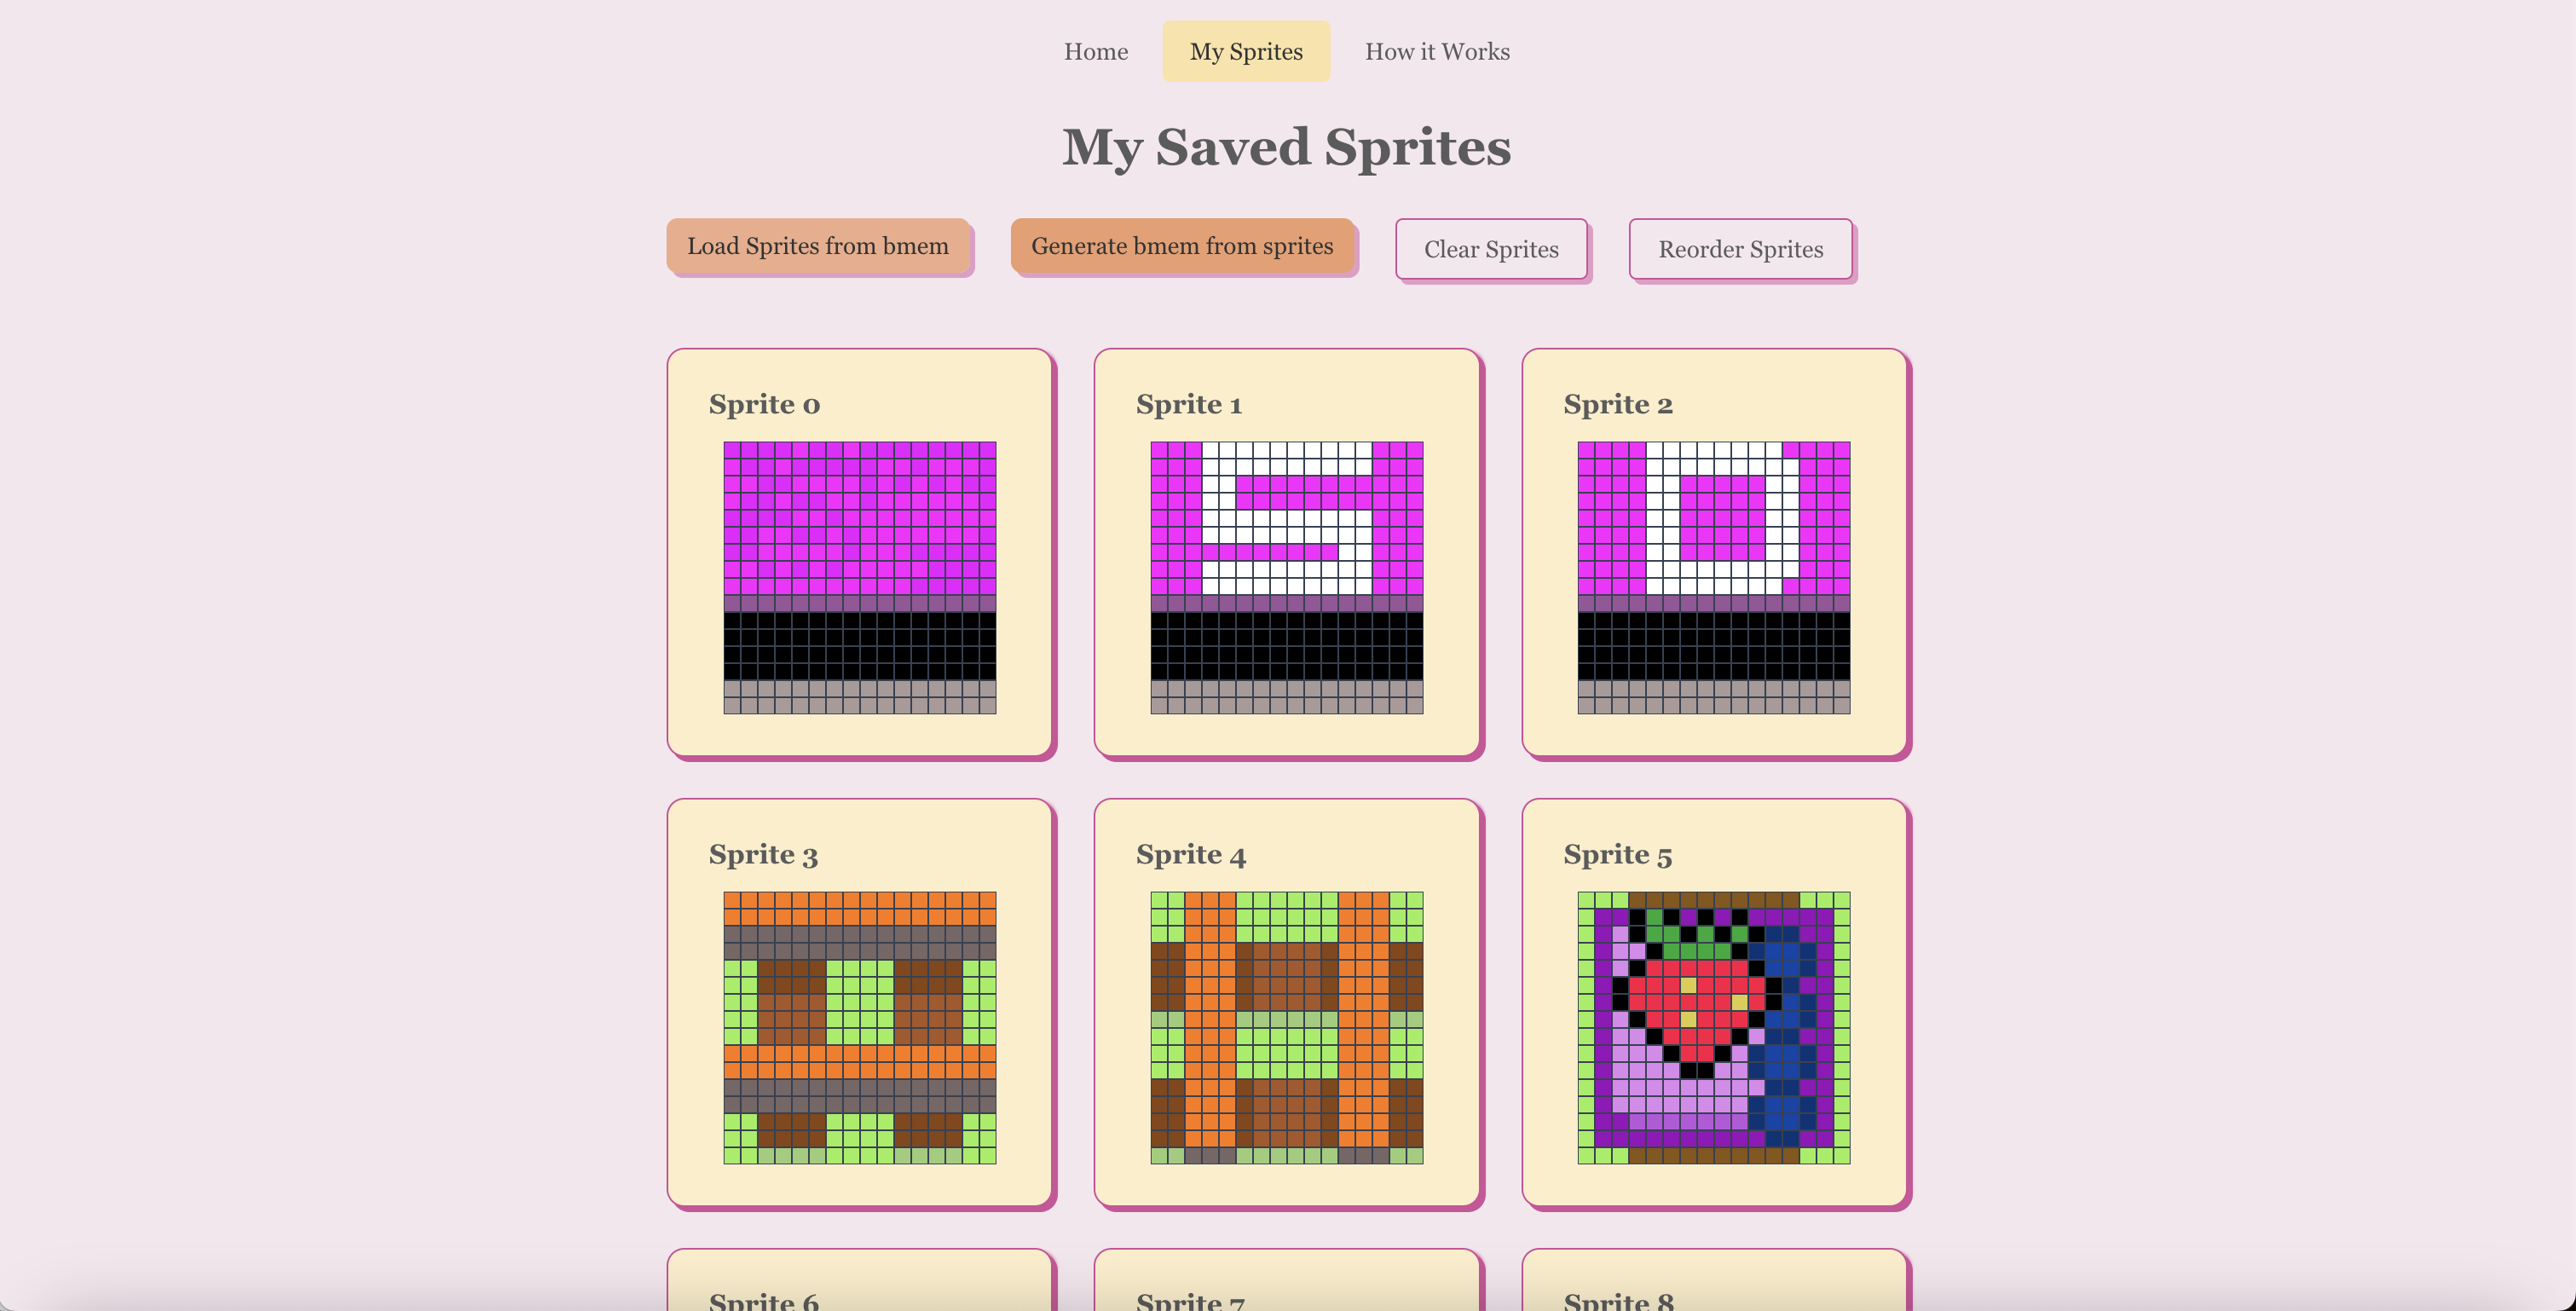 Home My Sprites How it Works
My Saved Sprites
Load Sprites from bmem Generate bmem from sprites Clear Sprites Reorder Sprites
Sprite 0 Sprite 1 Sprite 2
Sprite 3 Sprite 4 Sprite 5
Sprite 6 Sprite 7 Sprite 8